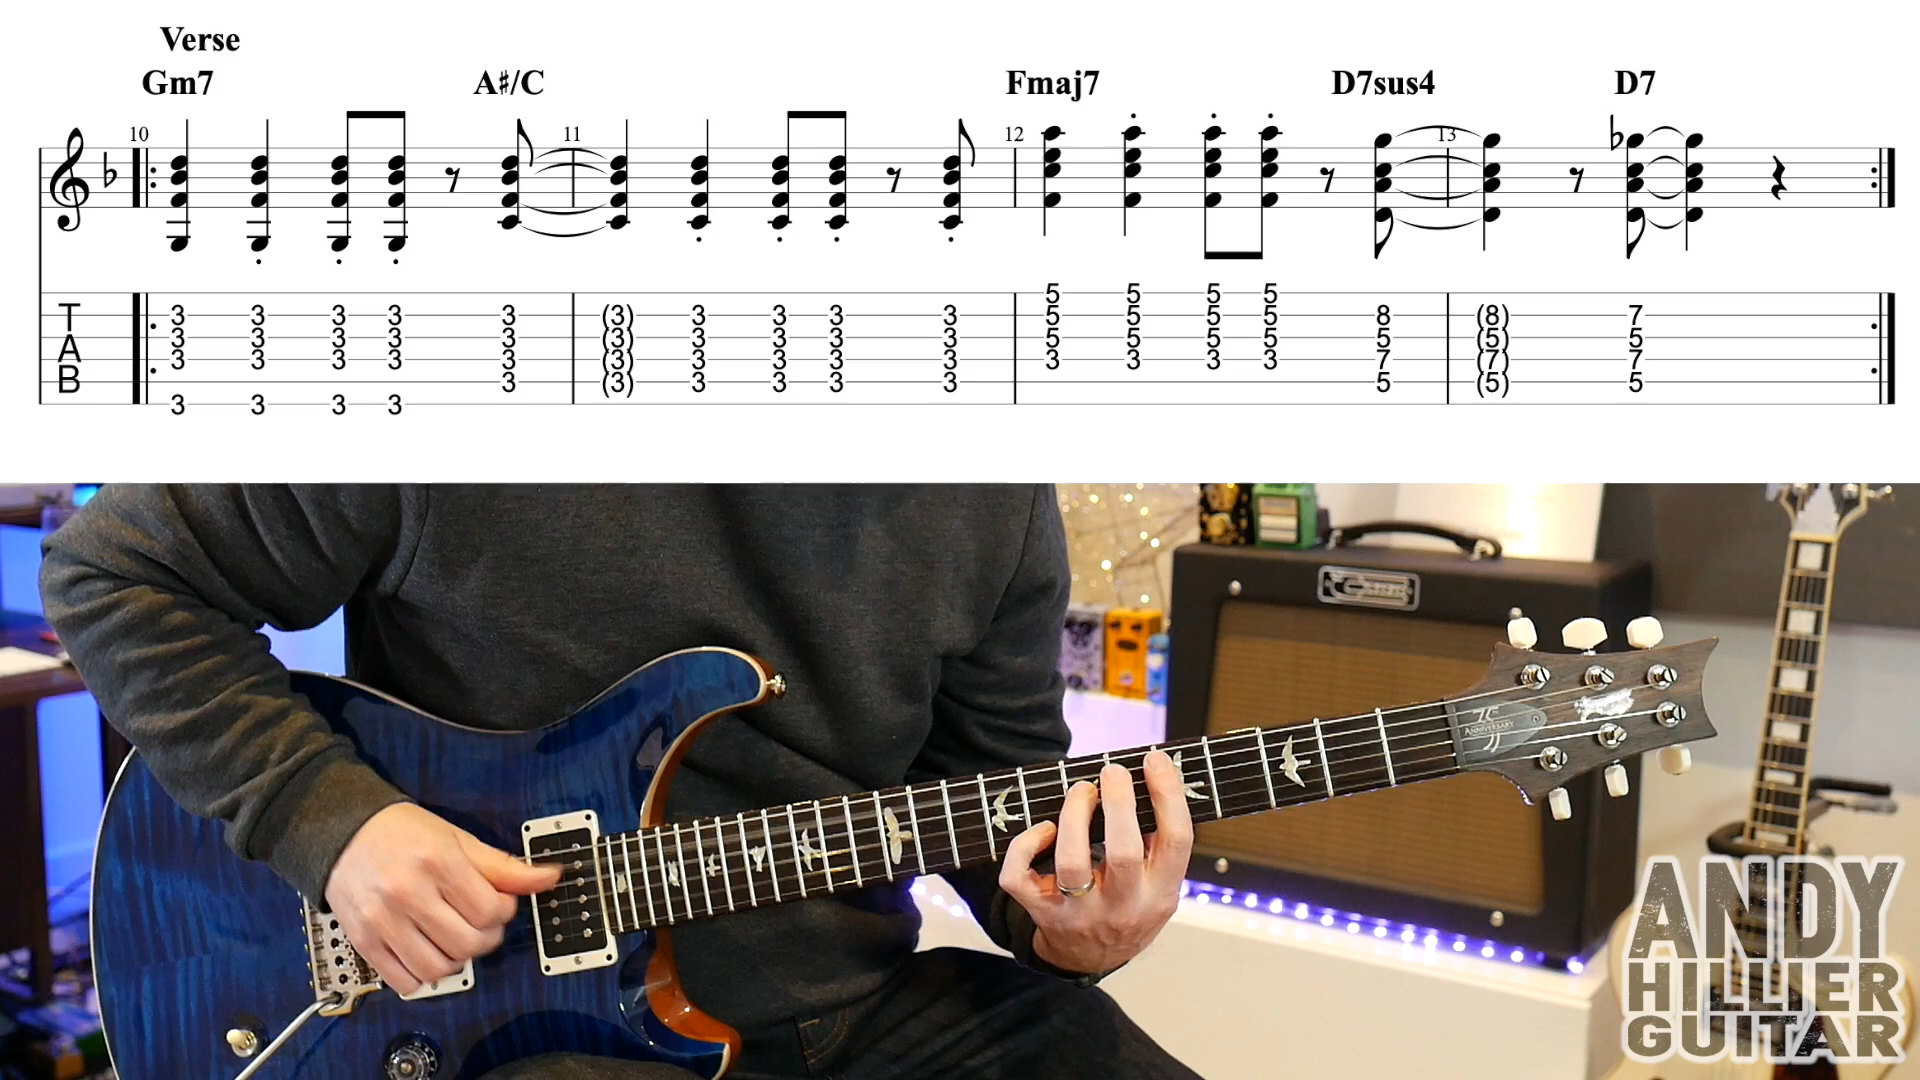 Verse
Gm7 A♯/C Fmaj7 D7sus4 D7
10 11 12 13
5 5 5 5
T 3 3 3 3 3 (3) 3 3 3 3 5 5 5 5 8 (8) 7
3 3 3 3 3 (3) 3 3 3 3 5 5 5 5 5 (5) 5
A 3 3 3 3 3 (3) 3 3 3 3 3 3 3 3 7 (7) 7
B 3 (3) 3 3 3 3 5 (5) 5
3 3 3 3
25th
ANNIVERSARY
ANDY
HILLIER
GUITAR